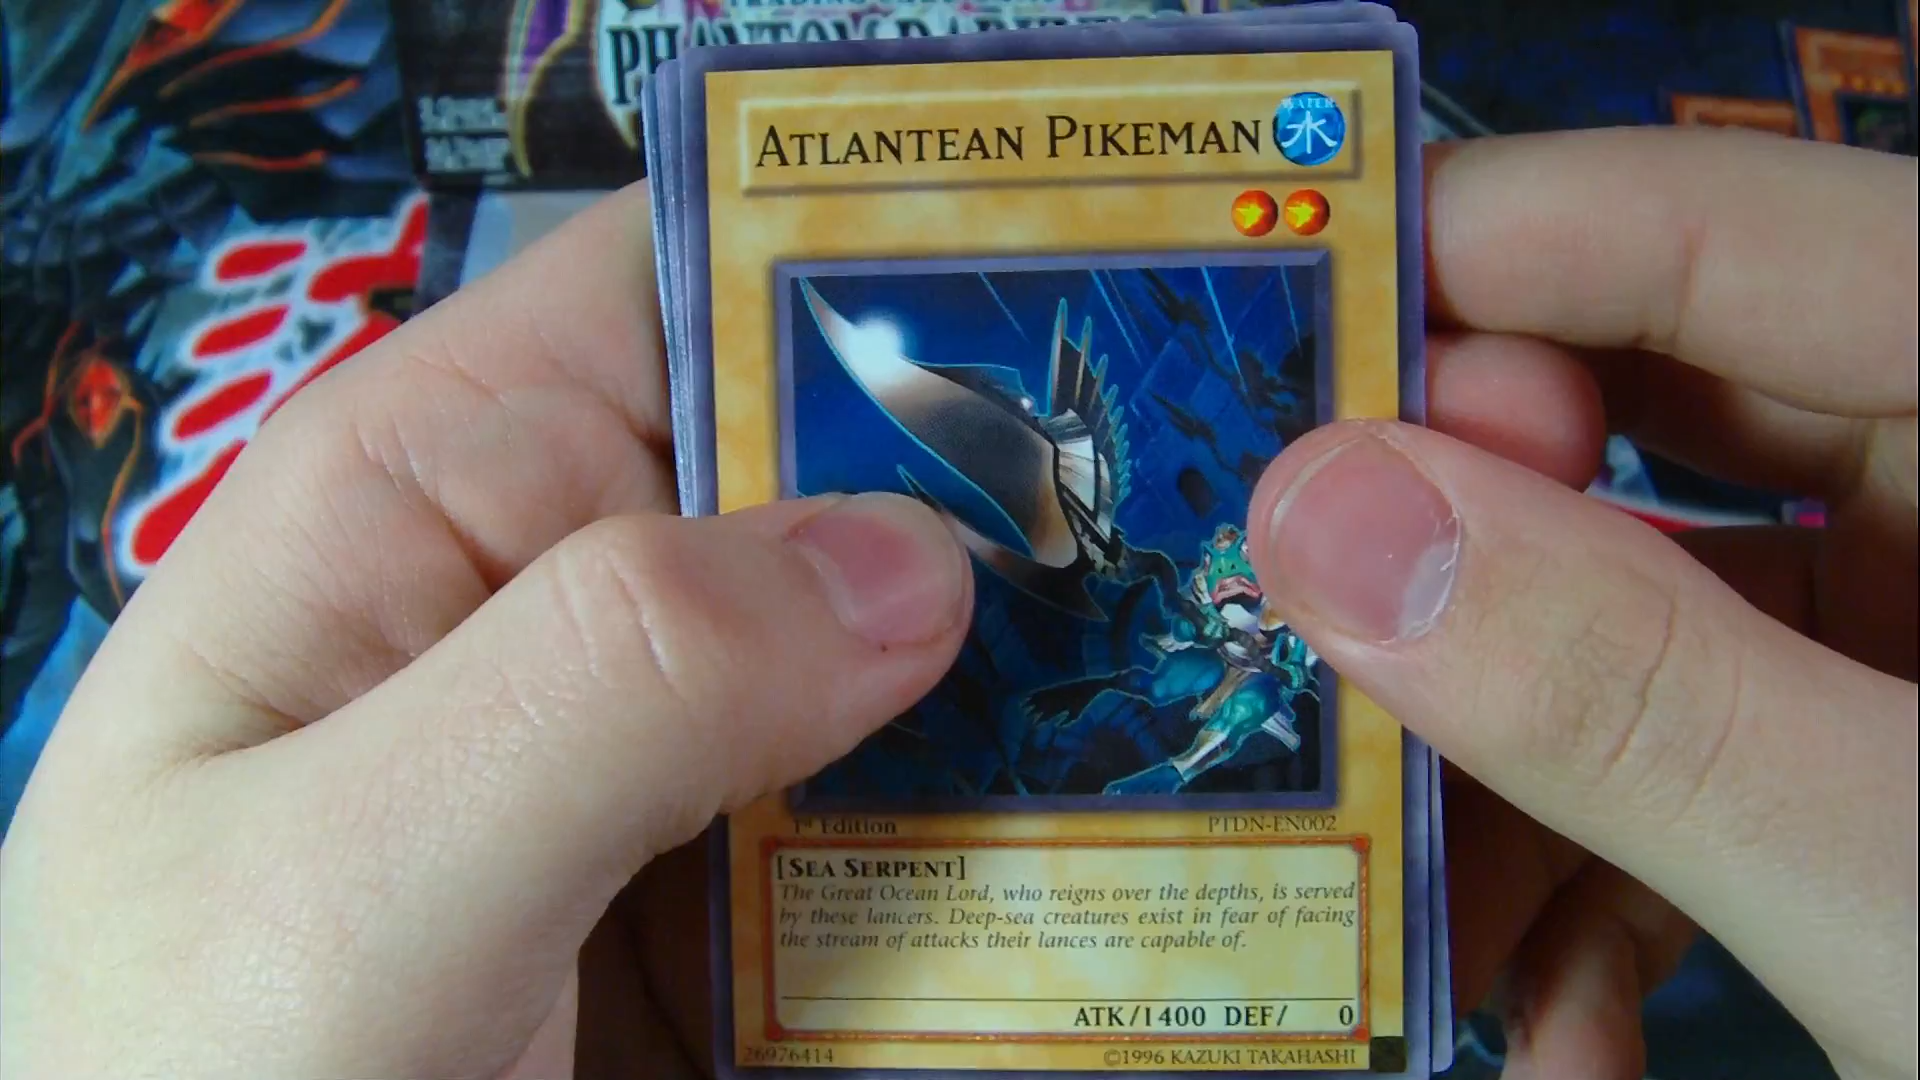 ATLANTEAN PIKEMAN
WATER
水
1st Edition
PTDN-EN002
[SEA SERPENT]
The Great Ocean Lord, who reigns over the depths, is served
by these lancers. Deep-sea creatures exist in fear of facing
the stream of attacks their lances are capable of.
ATK/1400 DEF/ 0
26976414
©1996 KAZUKI TAKAHASHI